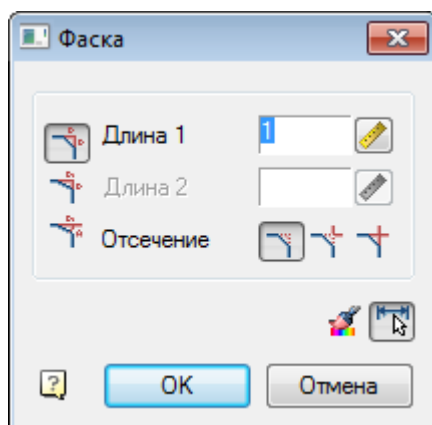 Фаска
Длина 1 1
Длина 2
Отсечение
OK Отмена